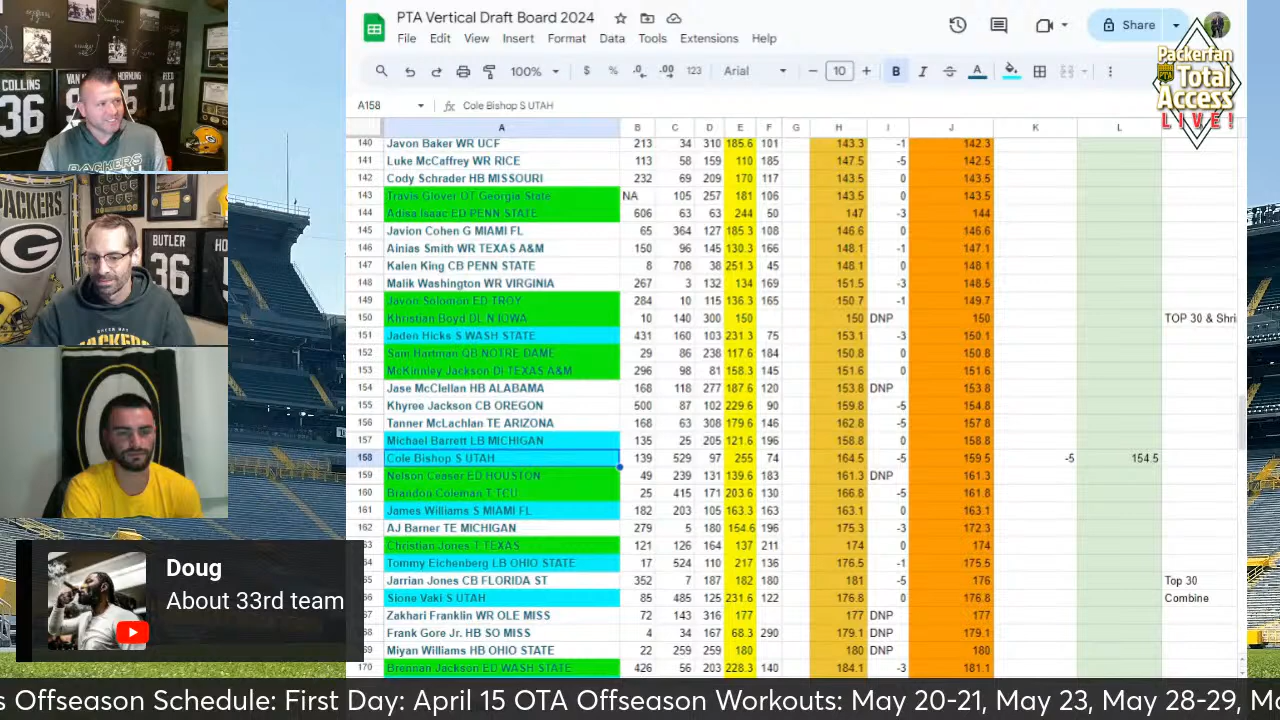 PTA Vertical Draft Board 2024
File Edit View Insert Format Data Tools Extensions Help
Share
100% $ % .0 .00 123 Arial 10 B I A
A158 fx Cole Bishop S UTAH
A B C D E F G H I J K L
140 Javon Baker WR UCF 213 34 310 185.6 101 143.3 -1 142.3
141 Luke McCaffrey WR RICE 113 58 159 110 185 147.5 -5 142.5
142 Cody Schrader HB MISSOURI 232 69 209 170 117 143.5 0 143.5
143 Travis Glover DT Georgia State NA 105 257 181 106 143.5 0 143.5
144 Adisa Isaac ED PENN STATE 606 63 63 244 50 147 -3 144
145 Javion Cohen G MIAMI FL 65 364 127 185.3 108 146.6 0 146.6
146 Ainias Smith WR TEXAS A&M 150 96 145 130.3 166 148.1 -1 147.1
147 Kalen King CB PENN STATE 8 708 38 251.3 45 148.1 0 148.1
148 Malik Washington WR VIRGINIA 267 3 132 134 169 151.5 -3 148.5
149 Javon Solomon ED TROY 284 10 115 136.3 165 150.7 -1 149.7
150 Khristian Boyd DL N IOWA 10 140 300 150 150 DNP 150 TOP 30 & Shri
151 Jaden Hicks S WASH STATE 431 160 103 231.3 75 153.1 -3 150.1
152 Sam Hartman QB NOTRE DAME 29 86 238 117.6 184 150.8 0 150.8
153 McKinnley Jackson DI TEXAS A&M 296 98 81 158.3 145 151.6 0 151.6
154 Jase McClellan HB ALABAMA 168 118 277 187.6 120 153.8 DNP 153.8
155 Khyree Jackson CB OREGON 500 87 102 229.6 90 159.8 -5 154.8
156 Tanner McLachlan TE ARIZONA 168 63 308 179.6 146 162.8 -5 157.8
157 Michael Barrett LB MICHIGAN 135 25 205 121.6 196 158.8 0 158.8
158 Cole Bishop S UTAH 139 529 97 255 74 164.5 -5 159.5 -5 154.5
159 Nelson Ceaser ED HOUSTON 49 239 131 139.6 183 161.3 DNP 161.3
160 Brandon Coleman T TCU 25 415 171 203.6 130 166.8 -5 161.8
161 James Williams S MIAMI FL 182 203 105 163.3 163 163.1 0 163.1
162 AJ Barner TE MICHIGAN 279 5 180 154.6 196 175.3 -3 172.3
63 Christian Jones T TEXAS 121 126 164 137 211 174 0 174
64 Tommy Eichenberg LB OHIO STATE 17 524 110 217 136 176.5 -1 175.5
65 Jarrian Jones CB FLORIDA ST 352 7 187 182 180 181 -5 176 Top 30
66 Sione Vaki S UTAH 85 485 125 231.6 122 176.8 0 176.8 Combine
67 Zakhari Franklin WR OLE MISS 72 143 316 177 177 DNP 177
68 Frank Gore Jr. HB SO MISS 4 34 167 68.3 290 179.1 DNP 179.1
69 Miyan Williams HB OHIO STATE 22 259 259 180 180 DNP 180
170 Brennan Jackson ED WASH STATE 426 56 203 228.3 140 184.1 -3 181.1
Packerfan
PTA
Total
Access
LIVE!
COLLINS
36
REED
11
PACKERS
G
BUTLER
36
PACKERS
Doug
About 33rd team
s Offseason Schedule: First Day: April 15 OTA Offseason Workouts: May 20-21, May 23, May 28-29, M